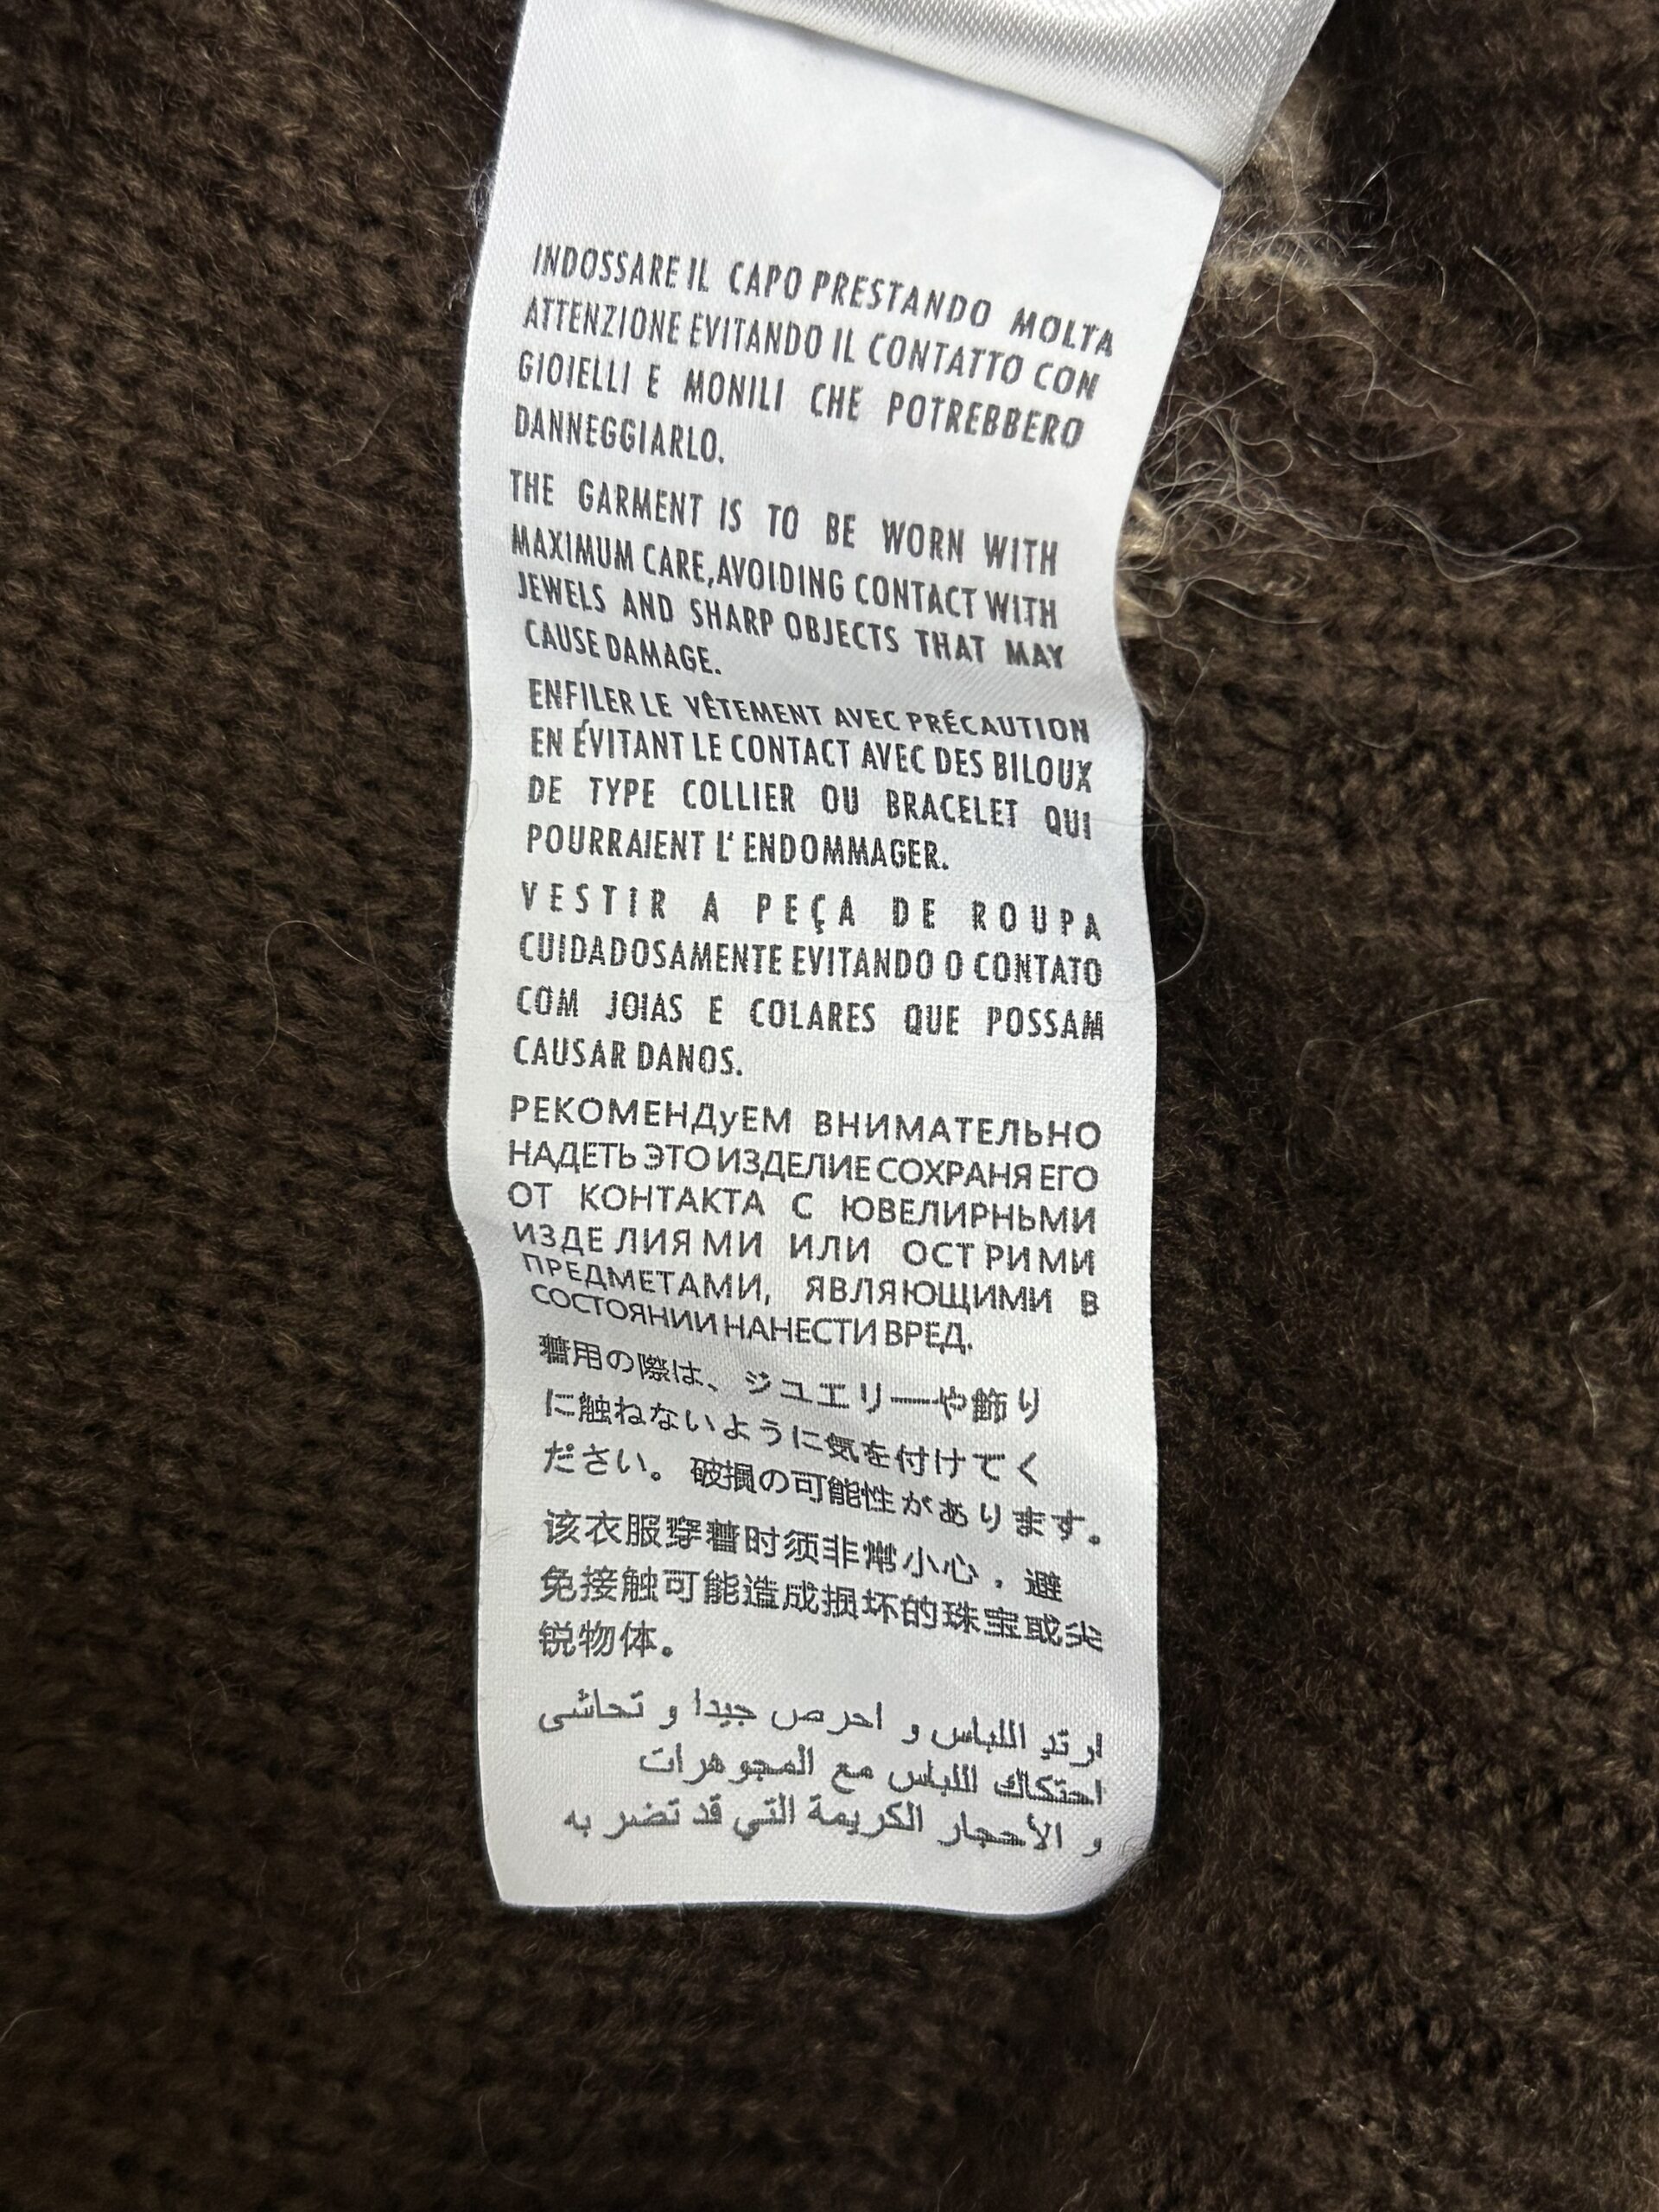 INDOSSARE IL CAPO PRESTANDO MOLTA
ATTENZIONE EVITANDO IL CONTATTO CON
GIOIELLI E MONILI CHE POTREBBERO
DANNEGGIARLO.
THE GARMENT IS TO BE WORN WITH
MAXIMUM CARE,AVOIDING CONTACT WITH
JEWELS AND SHARP OBJECTS THAT MAY
CAUSE DAMAGE.
ENFILER LE VÊTEMENT AVEC PRÉCAUTION
EN ÉVITANT LE CONTACT AVEC DES BILOUX
DE TYPE COLLIER OU BRACELET QUI
POURRAIENT L' ENDOMMAGER.
VESTIR A PEÇA DE ROUPA
CUIDADOSAMENTE EVITANDO O CONTATO
COM JOIAS E COLARES QUE POSSAM
CAUSAR DANOS.
РЕКОМЕНДуЕМ ВНИМАТЕЛЬНО
НАДЕТЬ ЭТО ИЗДЕЛИЕ СОХРАНЯ ЕГО
ОТ КОНТАКТА С ЮВЕЛИРНЬМИ
ИЗДЕЛИЯМИ ИЛИ ОСТРИМИ
ПРЕДМЕТАМИ, ЯВЛЯЮЩИМИ В
СОСТОЯНИИ НАНЕСТИ ВРЕД.
着用の際は、ジュエリーや飾り
に触ねないように気を付けてく
ださい。破損の可能性があります。
该衣服穿着时须非常小心，避
免接触可能造成损坏的珠宝或尖
锐物体。
ارتد اللباس و احرص جيدا و تحاشى
احتكاك اللباس مع المجوهرات
و الأحجار الكريمة التي قد تضر به